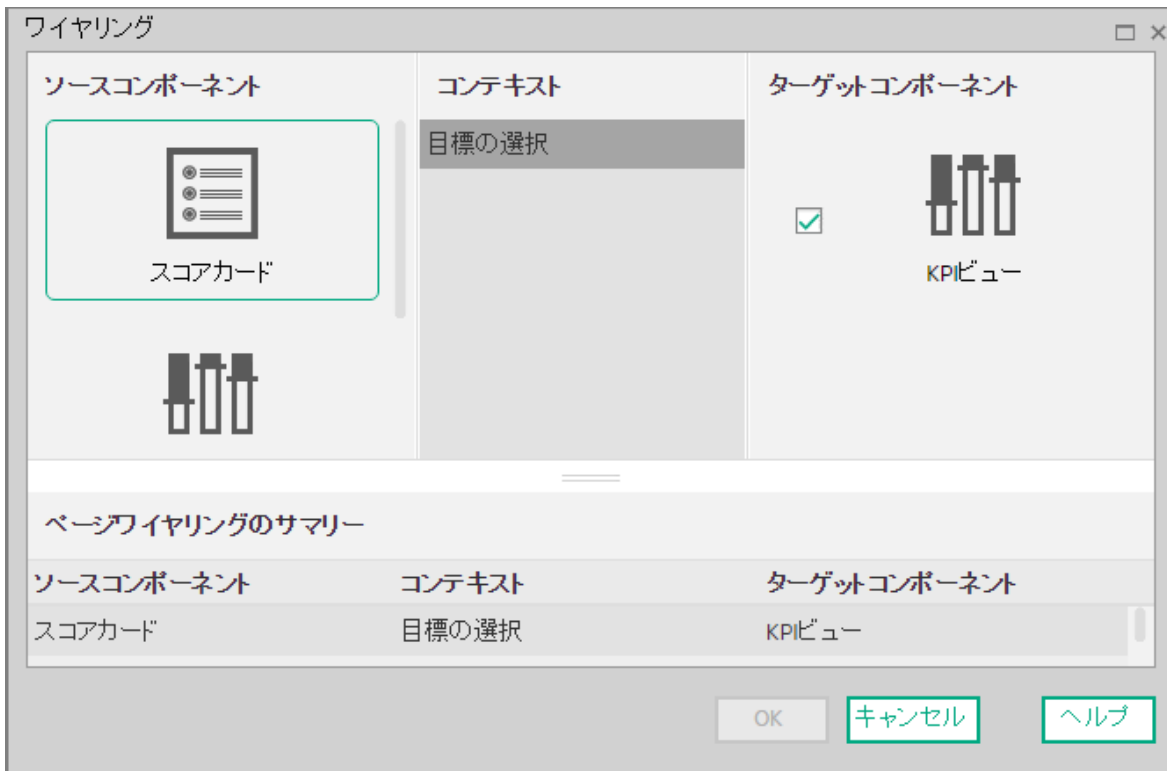 ワイヤリング
ソースコンポーネント
コンテキスト
ターゲットコンポーネント
目標の選択
スコアカード
KPIビュー
ページワイヤリングのサマリー
ソースコンポーネント
コンテキスト
ターゲットコンポーネント
スコアカード
目標の選択
KPIビュー
OK
キャンセル
ヘルプ